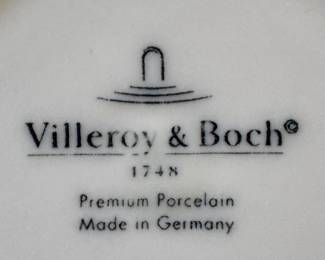 Villeroy & Boch©
1748
Premium Porcelain
Made in Germany